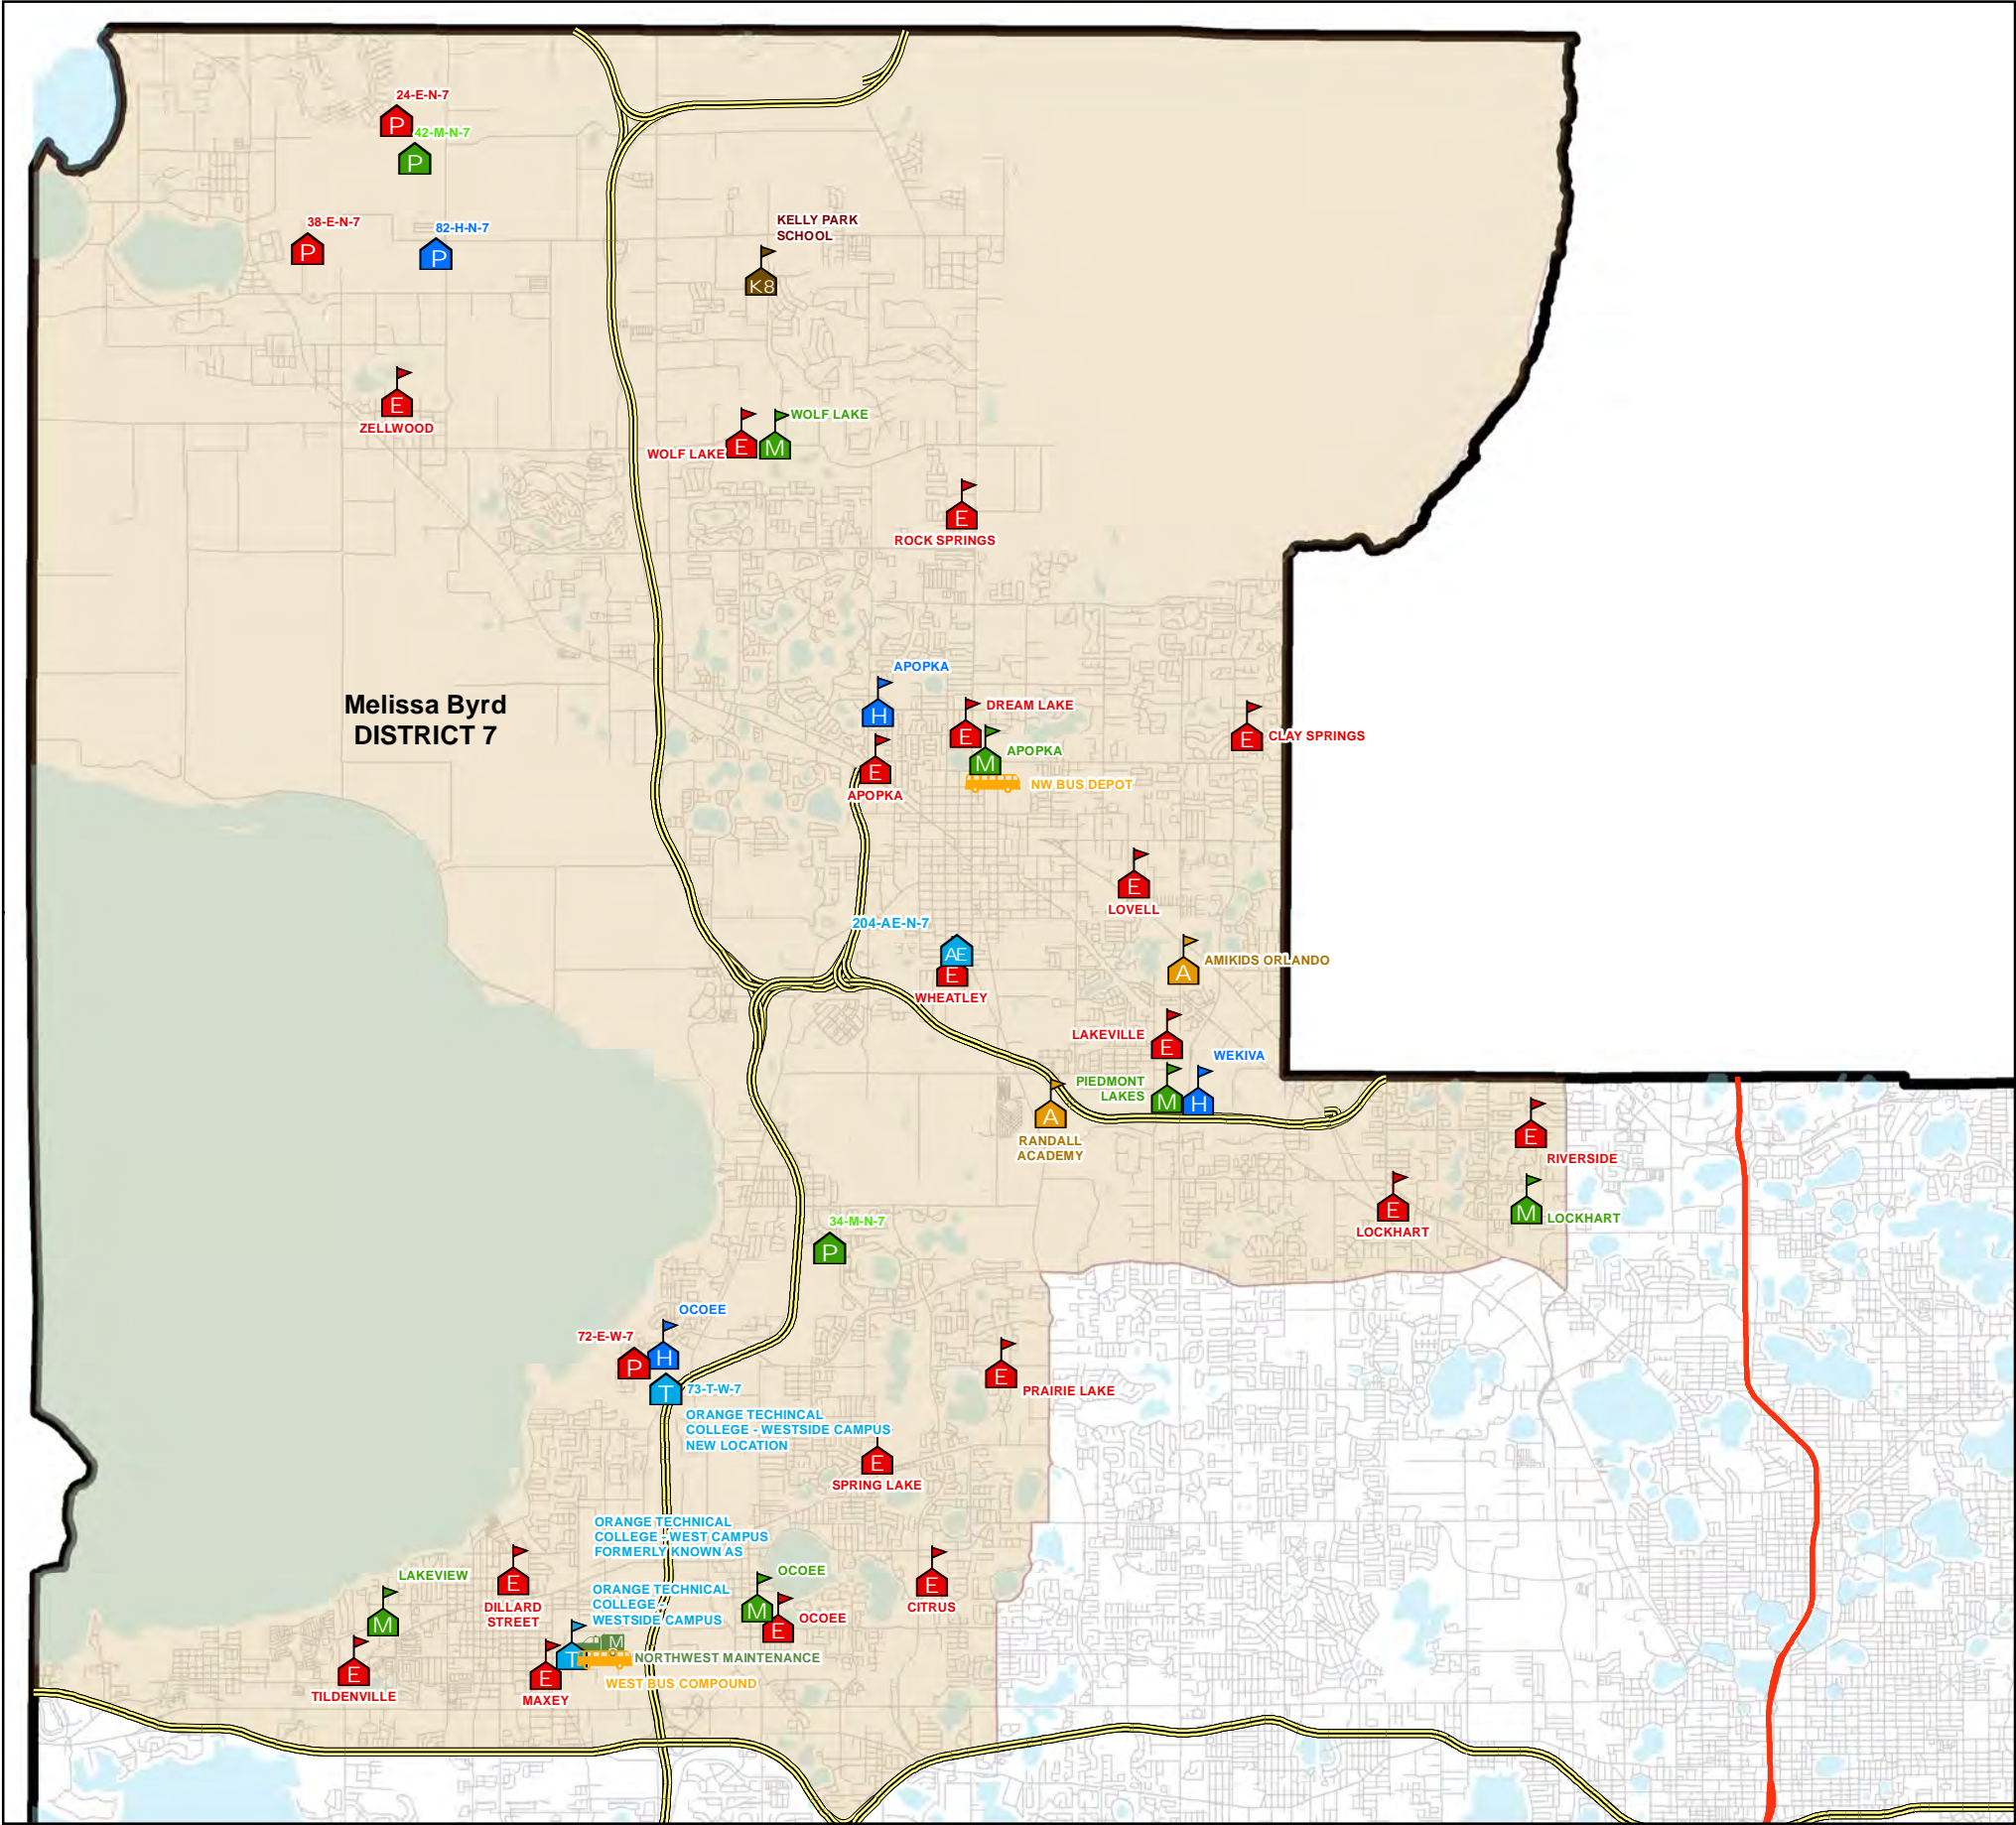 24-E-N-7
P
42-M-N-7
P
38-E-N-7
P
82-H-N-7
P
KELLY PARK
SCHOOL
K8
E
ZELLWOOD
WOLF LAKE
E
M
WOLF LAKE
E
ROCK SPRINGS
Melissa Byrd
DISTRICT 7
APOPKA
H
E
APOPKA
DREAM LAKE
E
APOPKA
M
NW BUS DEPOT
E
CLAY SPRINGS
E
LOVELL
204-AE-N-7
AE
E
WHEATLEY
A
AMIKIDS ORLANDO
LAKEVILLE
E
WEKIVA
PIEDMONT
LAKES
M
H
A
RANDALL
ACADEMY
E
RIVERSIDE
E
LOCKHART
M
LOCKHART
34-M-N-7
P
OCOEE
72-E-W-7
P
H
T
73-T-W-7
ORANGE TECHINCAL
COLLEGE - WESTSIDE CAMPUS
NEW LOCATION
E
PRAIRIE LAKE
E
SPRING LAKE
ORANGE TECHNICAL
COLLEGE - WEST CAMPUS
FORMERLY KNOWN AS
ORANGE TECHNICAL
COLLEGE -
WESTSIDE CAMPUS
LAKEVIEW
M
E
DILLARD
STREET
OCOEE
M
E
OCOEE
E
CITRUS
E
TILDENVILLE
E
MAXEY
T
M
NORTHWEST MAINTENANCE
WEST BUS COMPOUND